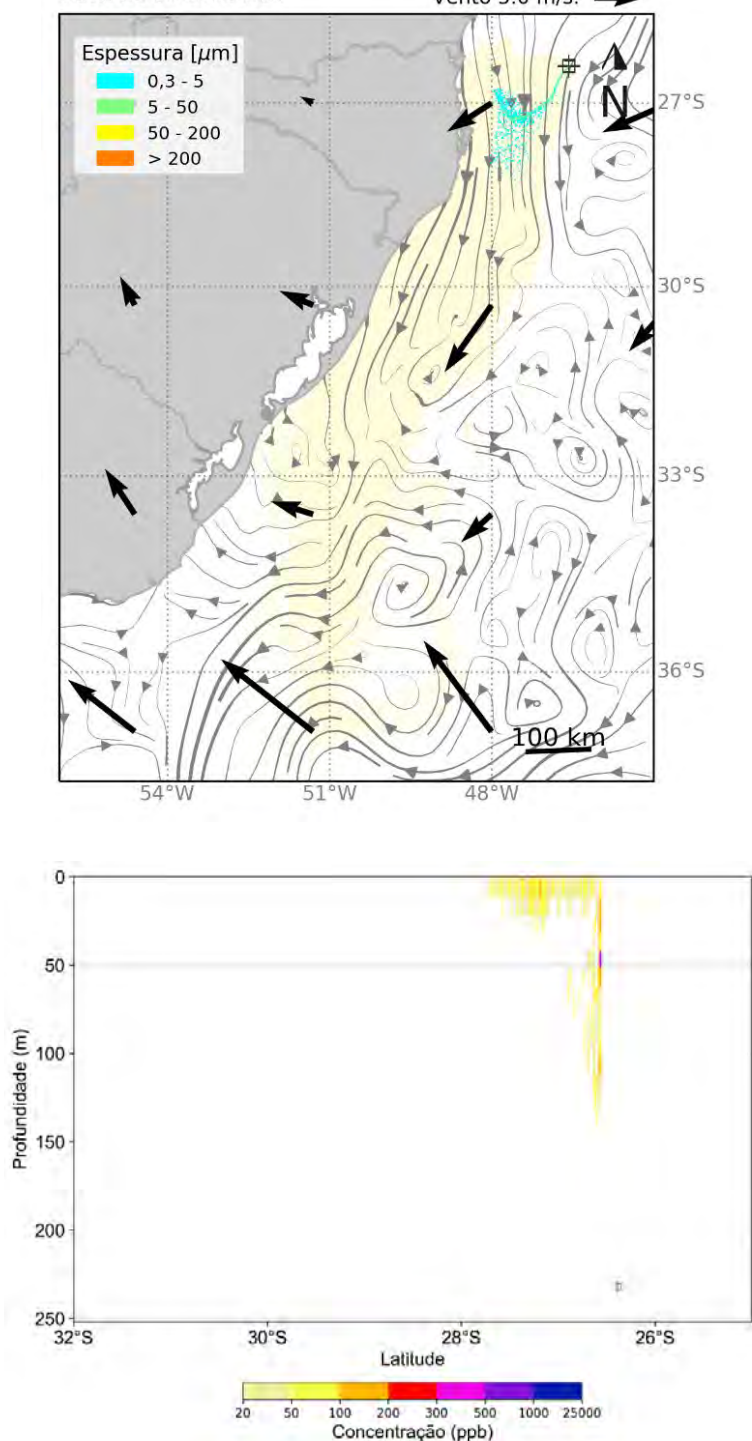 Vento 5.0 m/s:
Espessura [μm]
0,3 - 5
5 - 50
50 - 200
> 200
N
27°S
30°S
33°S
36°S
100 km
54°W
51°W
48°W
0
50
100
150
200
250
Profundidade (m)
32°S
30°S
28°S
26°S
Latitude
20
50
100
200
300
500
1000
25000
Concentração (ppb)